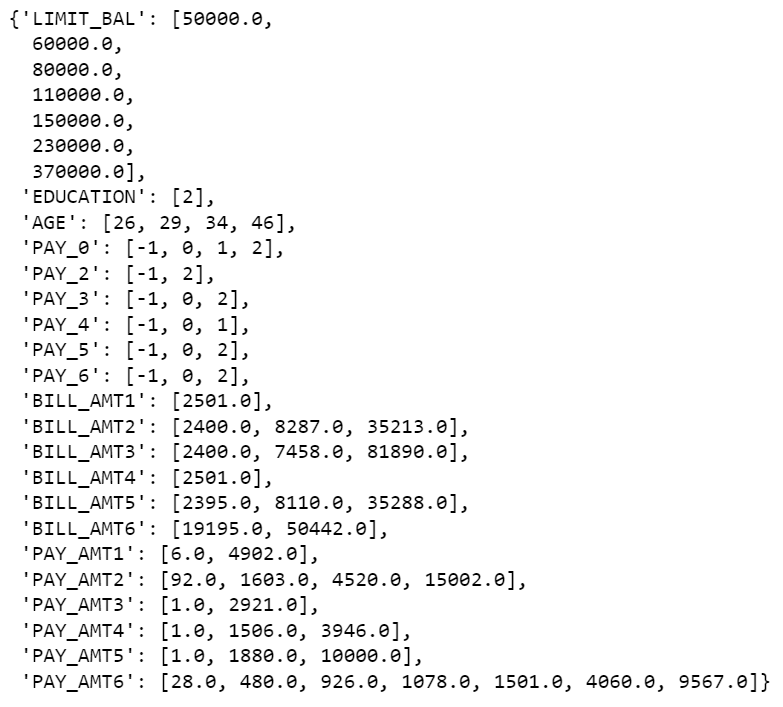 {'LIMIT_BAL': [50000.0,
60000.0,
80000.0,
110000.0,
150000.0,
230000.0,
370000.0],
'EDUCATION': [2],
'AGE': [26, 29, 34, 46],
'PAY_0': [-1, 0, 1, 2],
'PAY_2': [-1, 2],
'PAY_3': [-1, 0, 2],
'PAY_4': [-1, 0, 1],
'PAY_5': [-1, 0, 2],
'PAY_6': [-1, 0, 2],
'BILL_AMT1': [2501.0],
'BILL_AMT2': [2400.0, 8287.0, 35213.0],
'BILL_AMT3': [2400.0, 7458.0, 81890.0],
'BILL_AMT4': [2501.0],
'BILL_AMT5': [2395.0, 8110.0, 35288.0],
'BILL_AMT6': [19195.0, 50442.0],
'PAY_AMT1': [6.0, 4902.0],
'PAY_AMT2': [92.0, 1603.0, 4520.0, 15002.0],
'PAY_AMT3': [1.0, 2921.0],
'PAY_AMT4': [1.0, 1506.0, 3946.0],
'PAY_AMT5': [1.0, 1880.0, 10000.0],
'PAY_AMT6': [28.0, 480.0, 926.0, 1078.0, 1501.0, 4060.0, 9567.0]}